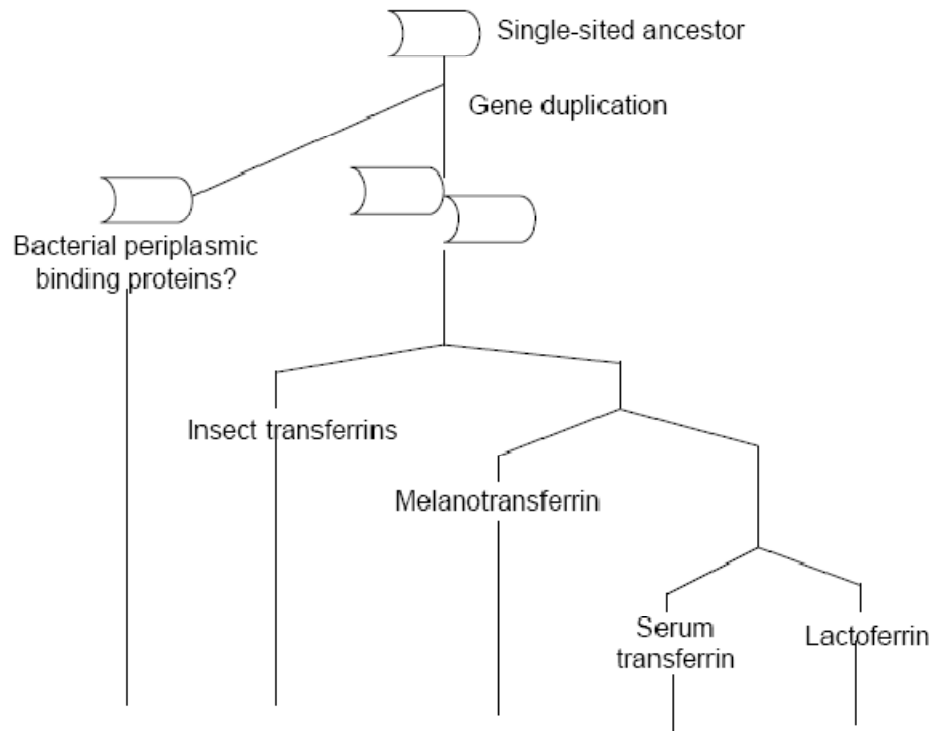 Single-sited ancestor
Gene duplication
Bacterial periplasmic
binding proteins?
Insect transferrins
Melanotransferrin
Serum
transferrin
Lactoferrin